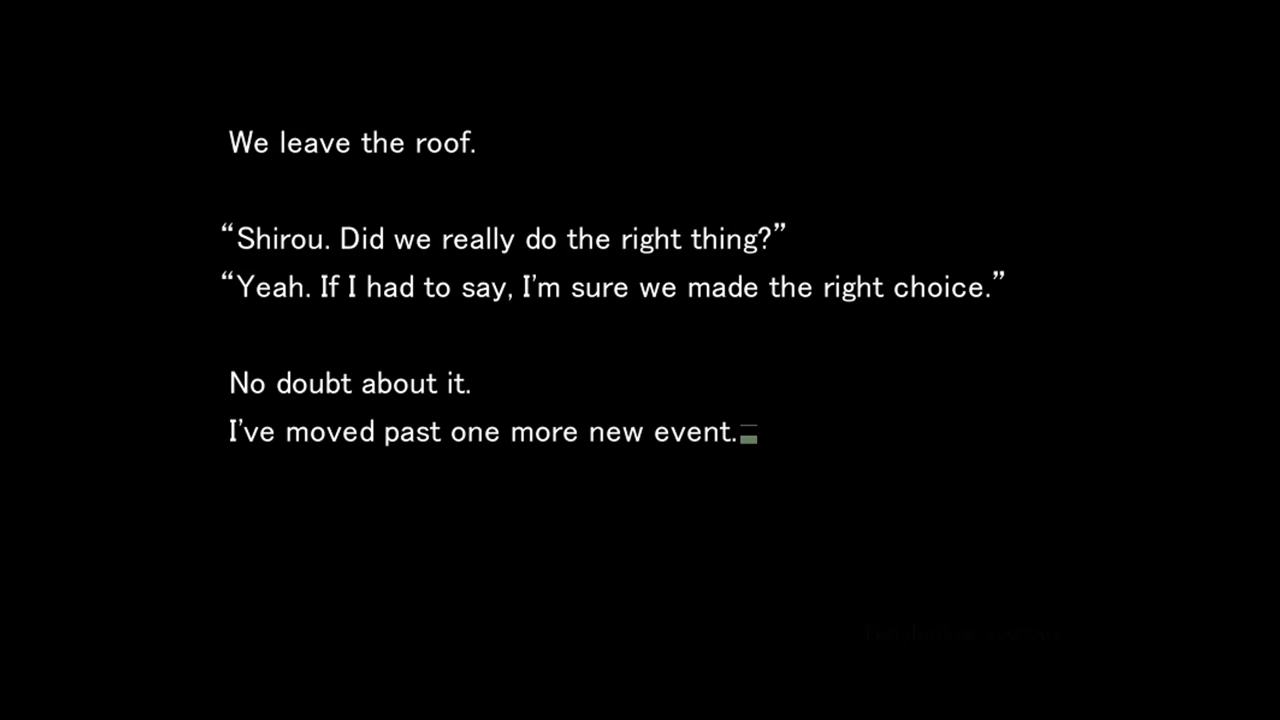 We leave the roof.
“Shirou. Did we really do the right thing?”
“Yeah. If I had to say, I’m sure we made the right choice.”
No doubt about it.
I’ve moved past one more new event.